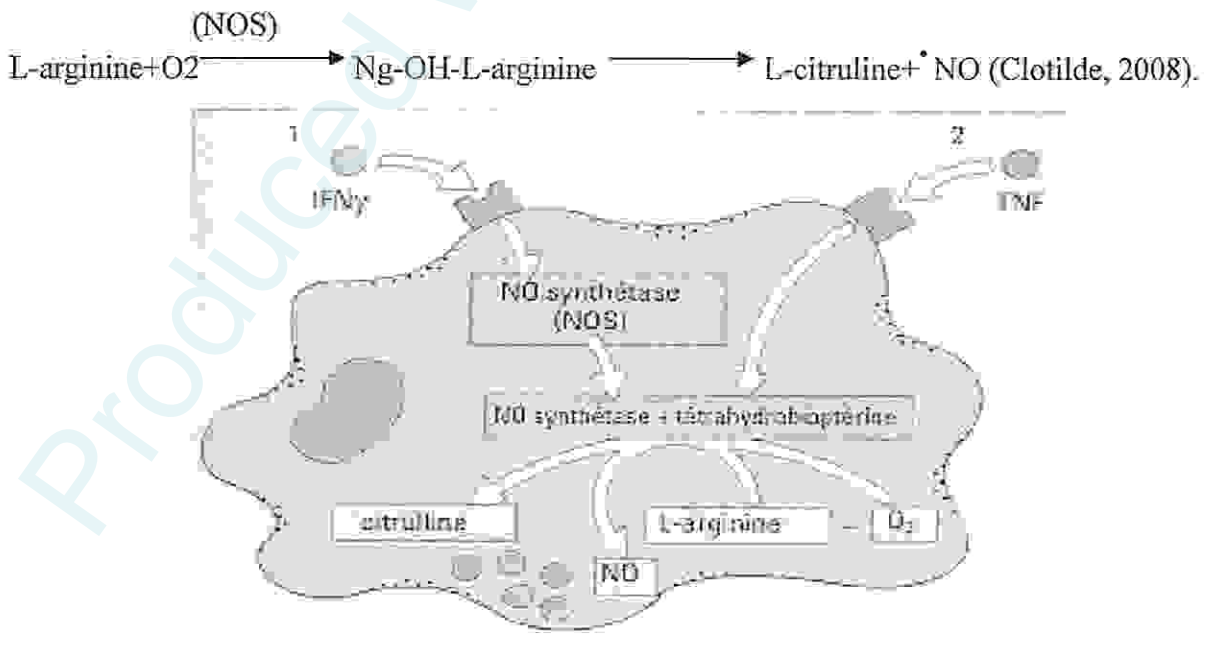 (NOS)
L-arginine+O2 Ng-OH-L-arginine L-citruline+• NO (Clotilde, 2008).
1 2
IFNγ TNF
NO synthétase
(NOS)
NO synthétase + tétrahydrobioptérine
citrulline L-arginine – O₂
NO
Produced